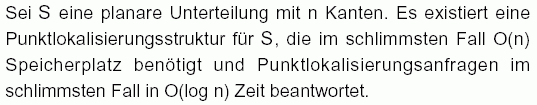 Sei S eine planare Unterteilung mit n Kanten. Es existiert eine
Punktlokalisierungsstruktur für S, die im schlimmsten Fall O(n)
Speicherplatz benötigt und Punktlokalisierungsanfragen im
schlimmsten Fall in O(log n) Zeit beantwortet.